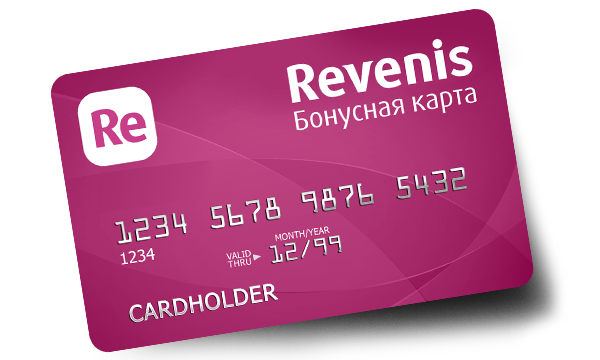 Re
Revenis
Бонусная карта
1234 5678 9876 5432
1234
MONTH/YEAR
VALID THRU 12/99
CARDHOLDER